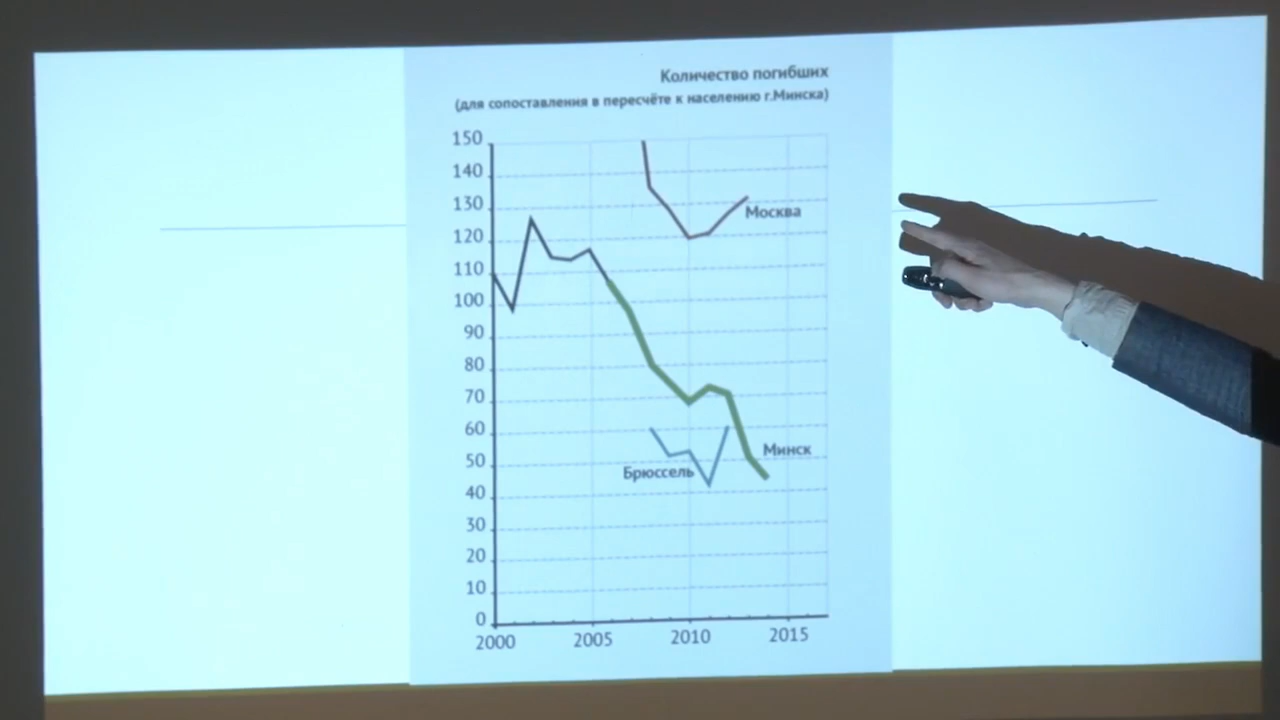 Количество погибших
(для сопоставления в пересчёте к населению г.Минска)
150
140
130
120
110
100
90
80
70
60
50
40
30
20
10
0
Москва
Минск
Брюссель
2000 2005 2010 2015